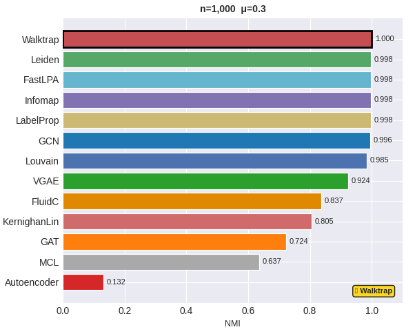 n=1,000 μ=0.3
Walktrap 1.000
Leiden 0.998
FastLPA 0.998
Infomap 0.998
LabelProp 0.998
GCN 0.996
Louvain 0.985
VGAE 0.924
FluidC 0.837
KernighanLin 0.805
GAT 0.724
MCL 0.637
Autoencoder 0.132
Walktrap
0.0 0.2 0.4 0.6 0.8 1.0
NMI